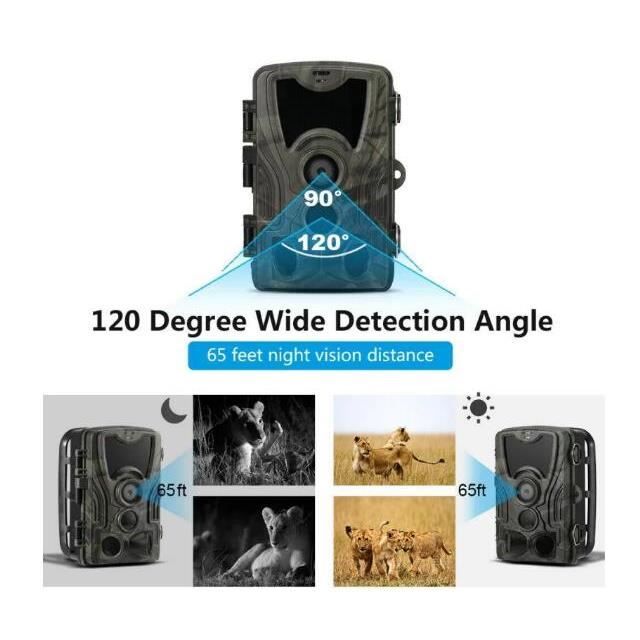 90°
120°
120 Degree Wide Detection Angle
65 feet night vision distance
65ft
65ft